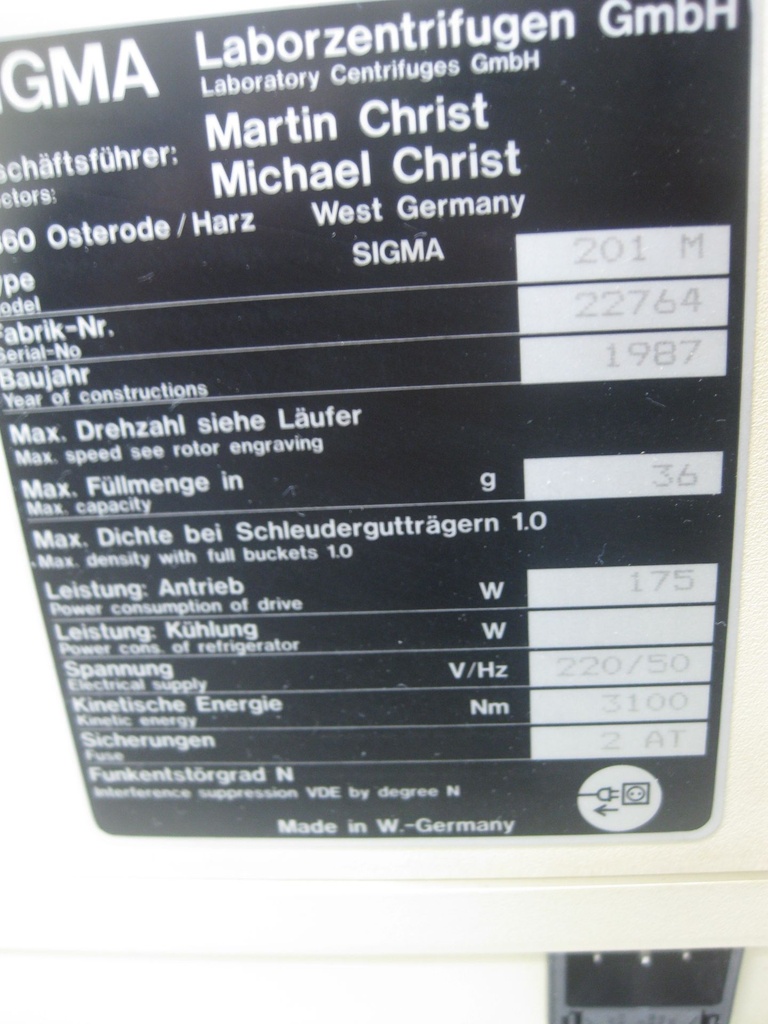 IGMA Laborzentrifugen GmbH
Laboratory Centrifuges GmbH
schäftsführer: Martin Christ
ctors: Michael Christ
360 Osterode/Harz West Germany
ype SIGMA 201 M
odel
Fabrik-Nr. 22764
Serial-No
Baujahr 1987
Year of constructions
Max. Drehzahl siehe Läufer
Max. speed see rotor engraving
Max. Füllmenge in g 36
Max. capacity
Max. Dichte bei Schleudergutträgern 1.0
Max. density with full buckets 1.0
Leistung: Antrieb W 175
Power consumption of drive
Leistung: Kühlung W
Power cons. of refrigerator
Spannung V/Hz 220/50
Electrical supply
Kinetische Energie Nm 3100
Kinetic energy
Sicherungen 2 AT
Fuse
Funkentstörgrad N
Interference suppression VDE by degree N
Made in W.-Germany